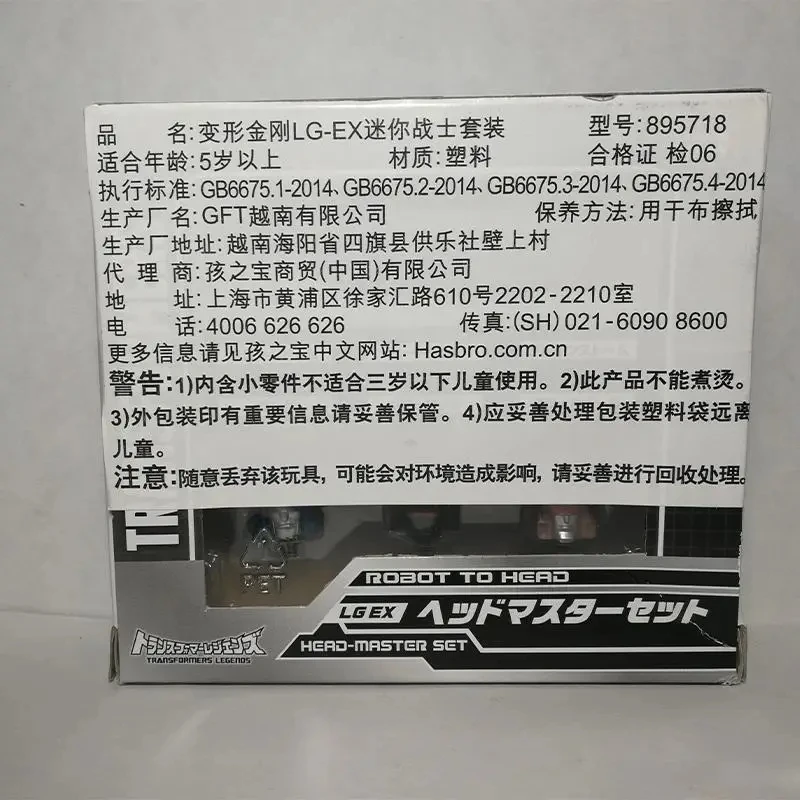 品 名:变形金刚LG-EX迷你战士套装 型号:895718
适合年龄:5岁以上 材质:塑料 合格证 检06
执行标准:GB6675.1-2014、GB6675.2-2014、GB6675.3-2014、GB6675.4-2014
生产厂名:GFT越南有限公司 保养方法:用干布擦拭
生产厂地址:越南海阳省四旗县供乐社壁上村
代 理 商:孩之宝商贸(中国)有限公司
地 址:上海市黄浦区徐家汇路610号2202-2210室
电 话:4006 626 626 传真:(SH)021-6090 8600
更多信息请见孩之宝中文网站: Hasbro.com.cn
警告:1)内含小零件不适合三岁以下儿童使用。2)此产品不能煮烫。
3)外包装印有重要信息请妥善保管。4)应妥善处理包装塑料袋远离
儿童。
注意:随意丢弃该玩具, 可能会对环境造成影响, 请妥善进行回收处理。
TR
PET
ROBOT TO HEAD
LG EX ヘッドマスターセット
HEAD-MASTER SET
トランスフォーマーレジェンズ
TRANSFORMERS LEGENDS